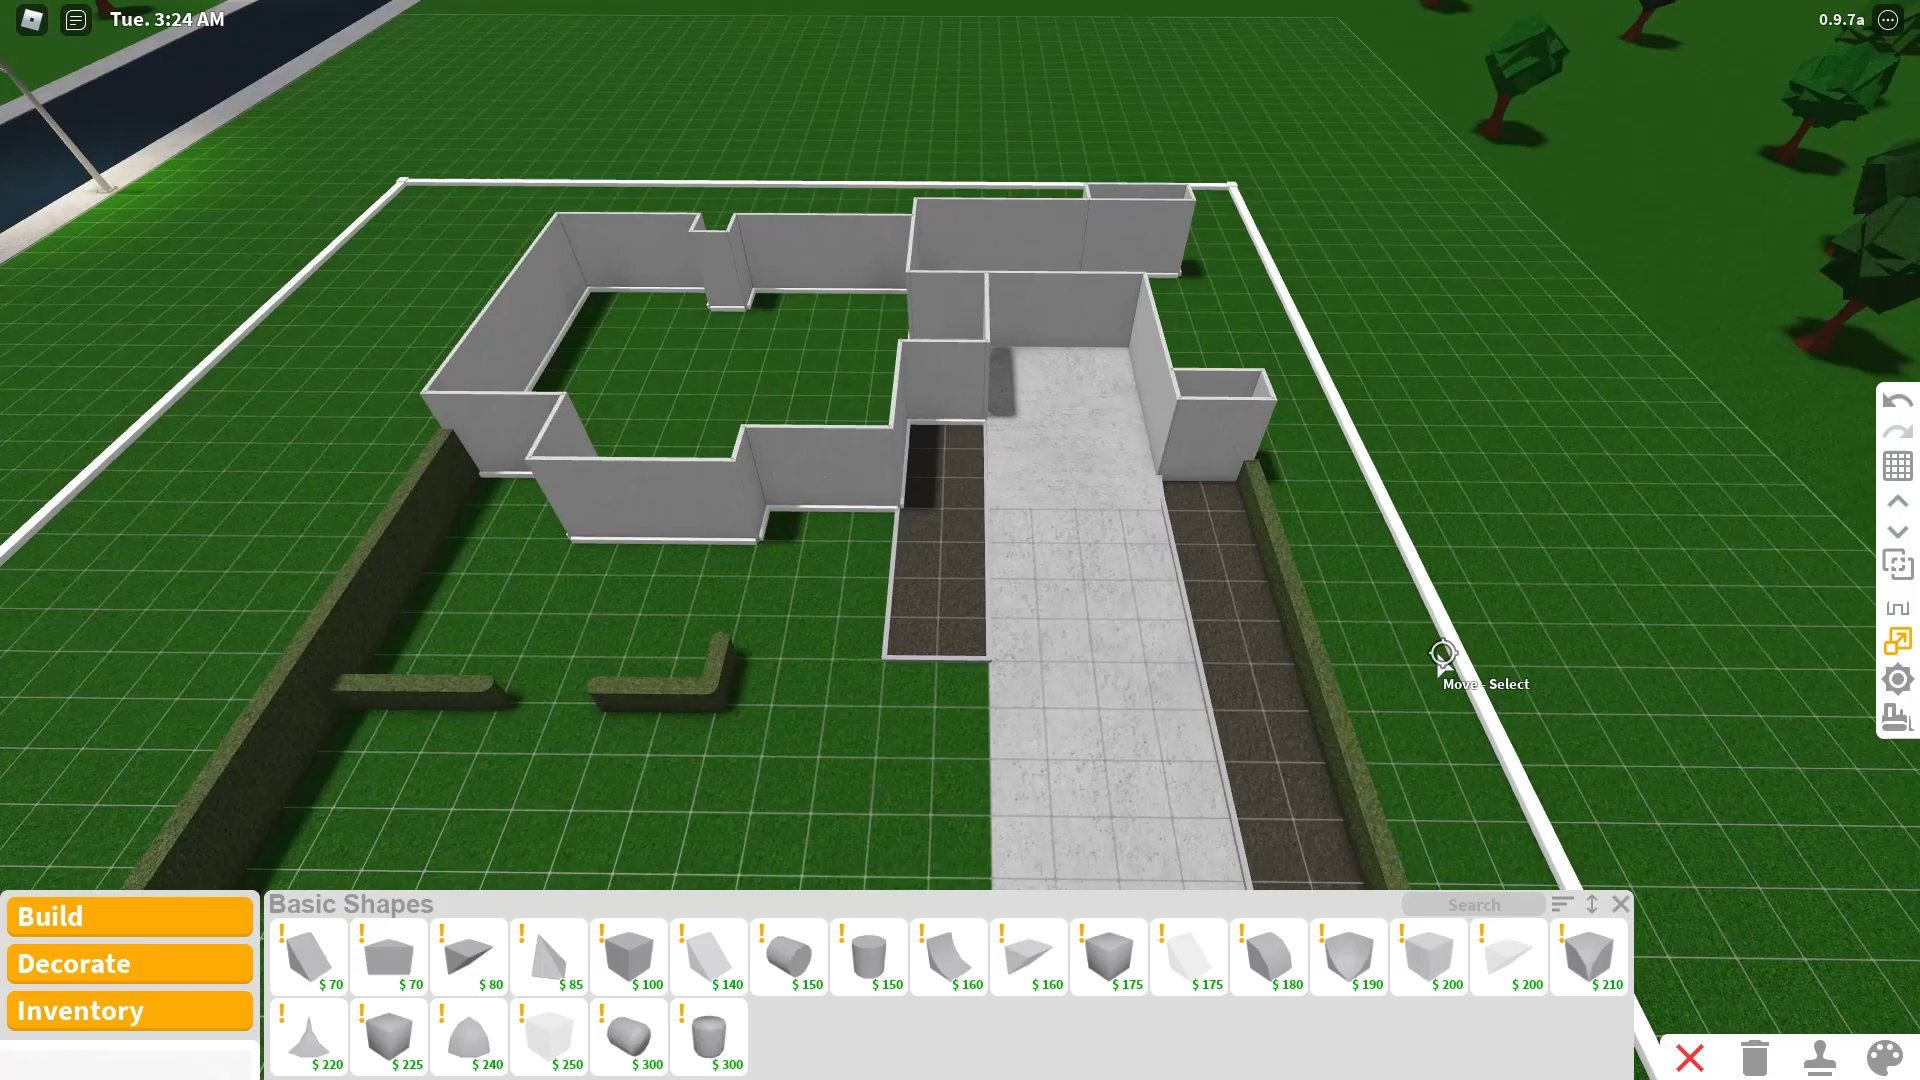 Tue. 3:24 AM
0.9.7a
Move - Select
Build
Decorate
Inventory
Basic Shapes
Search
! ! ! ! ! ! ! ! ! ! ! ! ! ! ! ! !
$ 70 $ 70 $ 80 $ 85 $ 100 $ 140 $ 150 $ 150 $ 160 $ 160 $ 175 $ 175 $ 180 $ 190 $ 200 $ 200 $ 210
! ! ! ! ! !
$ 220 $ 225 $ 240 $ 250 $ 300 $ 300